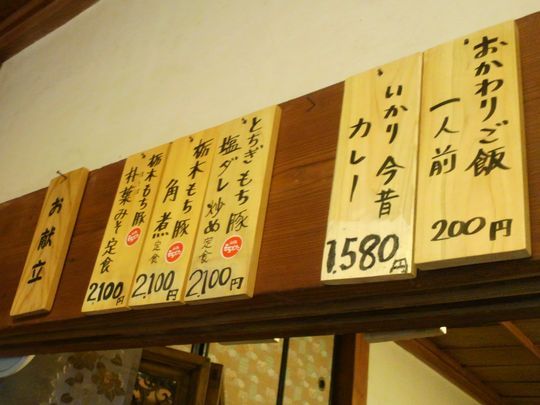 おかわりご飯
一人前
200円
いかり今昔
カレー
1.580円
とちぎもち豚
塩ダレ炒め定食
2.100円
栃木もち豚
角煮定食
2.100円
栃木もち豚
朴葉みそ定食
2.100円
お献立